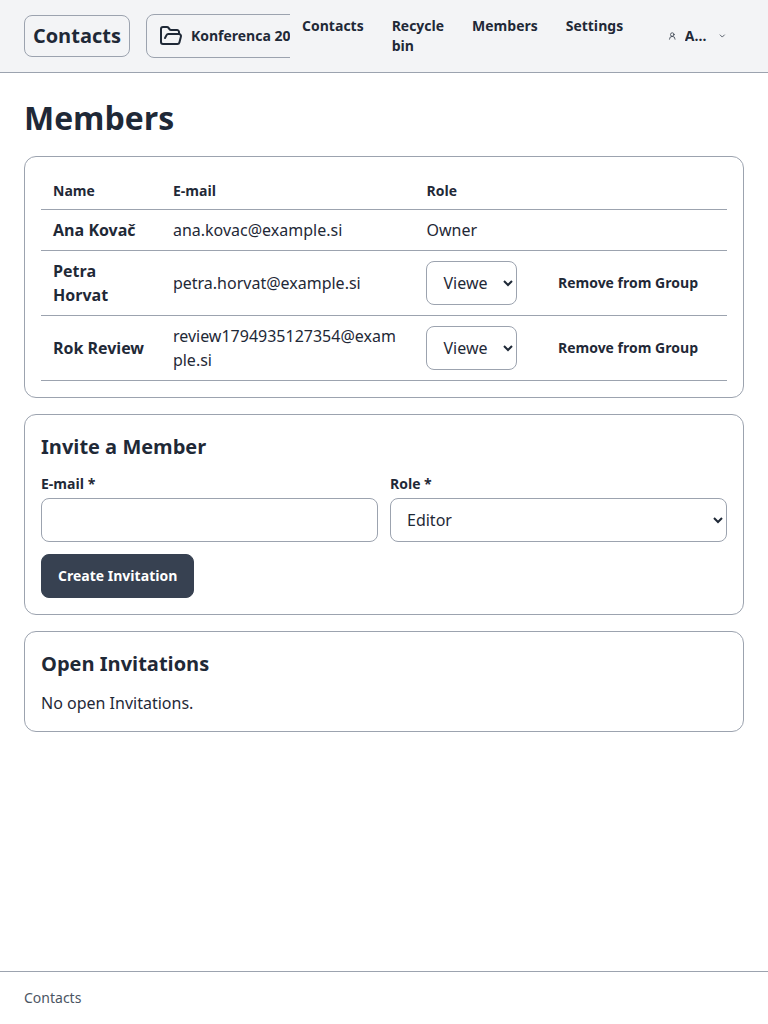 Contacts
Konferenca 20
Contacts
Recycle
bin
Members
Settings
A...
Members
Name E-mail Role
Ana Kovač ana.kovac@example.si Owner
Petra
Horvat
petra.horvat@example.si Viewe Remove from Group
Rok Review
review1794935127354@exam
ple.si
Viewe Remove from Group
Invite a Member
E-mail * Role *
Editor
Create Invitation
Open Invitations
No open Invitations.
Contacts